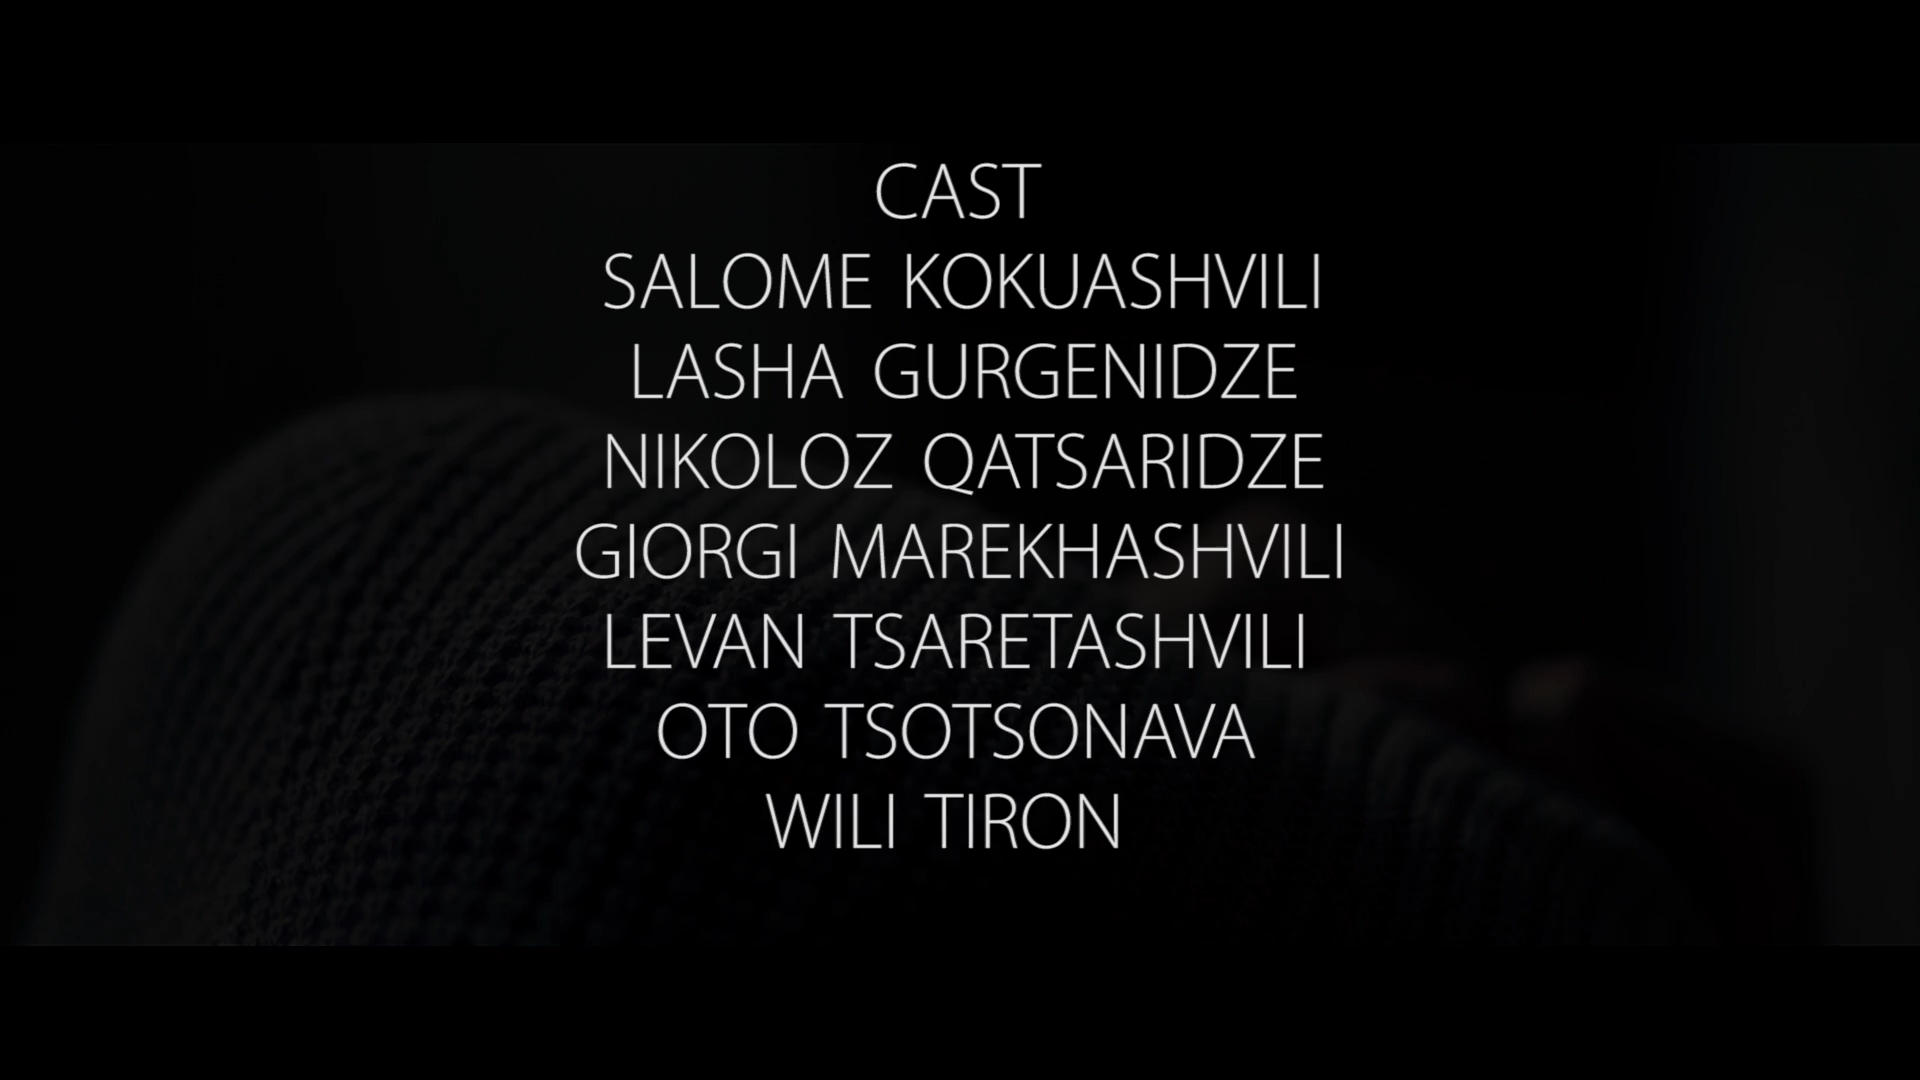 CAST
SALOME KOKUASHVILI
LASHA GURGENIDZE
NIKOLOZ QATSARIDZE
GIORGI MAREKHASHVILI
LEVAN TSARETASHVILI
OTO TSOTSONAVA
WILI TIRON